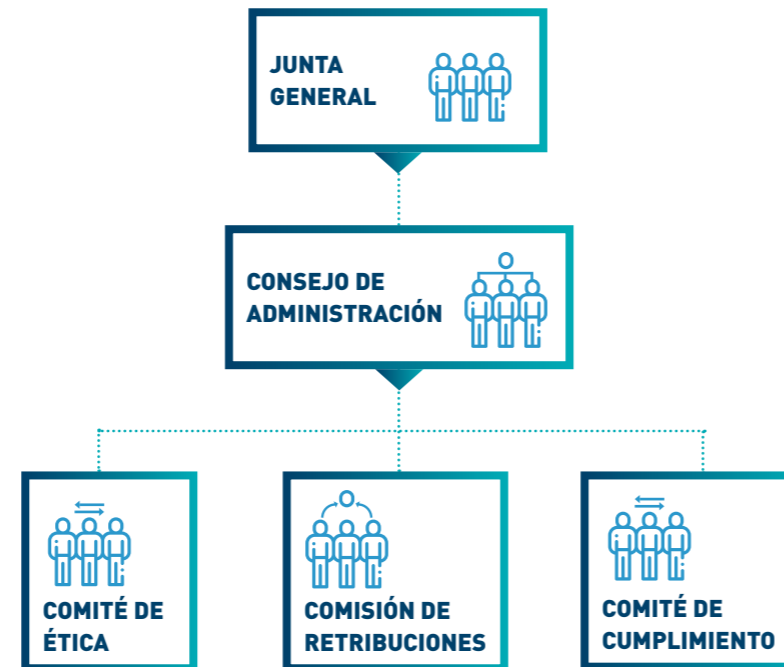 JUNTA
GENERAL
CONSEJO DE
ADMINISTRACIÓN
COMITÉ DE
ÉTICA
COMISIÓN DE
RETRIBUCIONES
COMITÉ DE
CUMPLIMIENTO